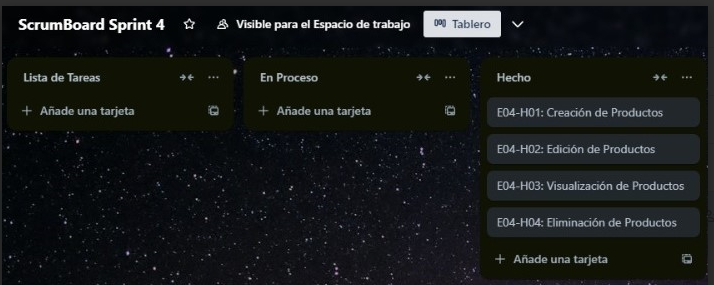 ScrumBoard Sprint 4 Visible para el Espacio de trabajo Tablero
Lista de Tareas
Añade una tarjeta
En Proceso
Añade una tarjeta
Hecho
E04-H01: Creación de Productos
E04-H02: Edición de Productos
E04-H03: Visualización de Productos
E04-H04: Eliminación de Productos
Añade una tarjeta